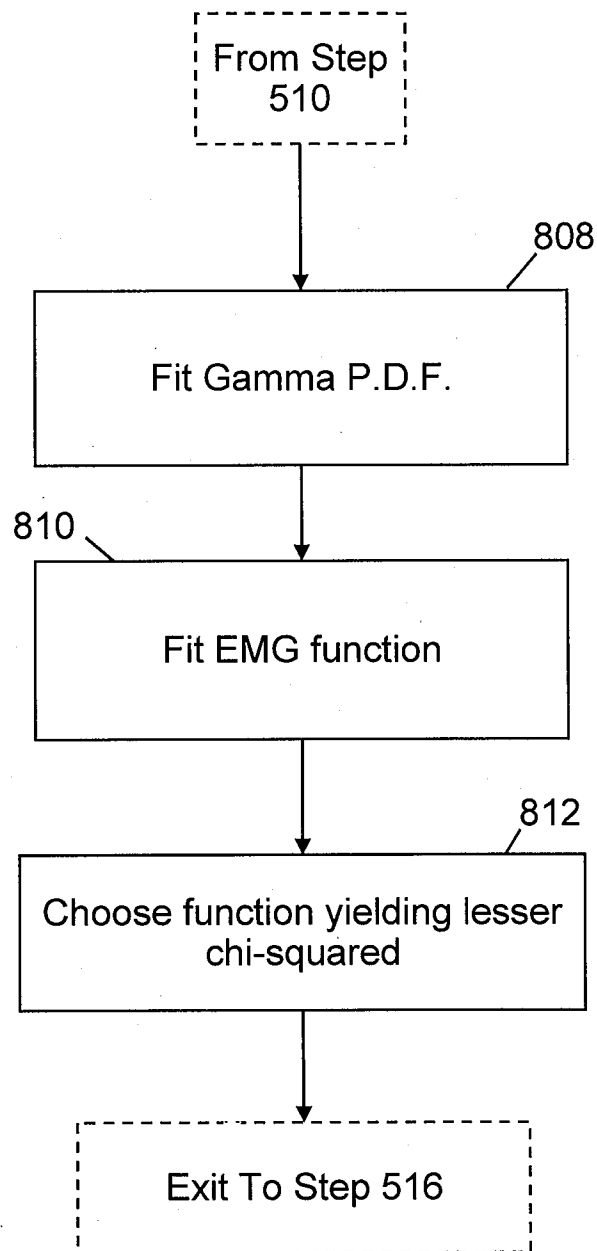 From Step
510
808
Fit Gamma P.D.F.
810
Fit EMG function
812
Choose function yielding lesser
chi-squared
Exit To Step 516